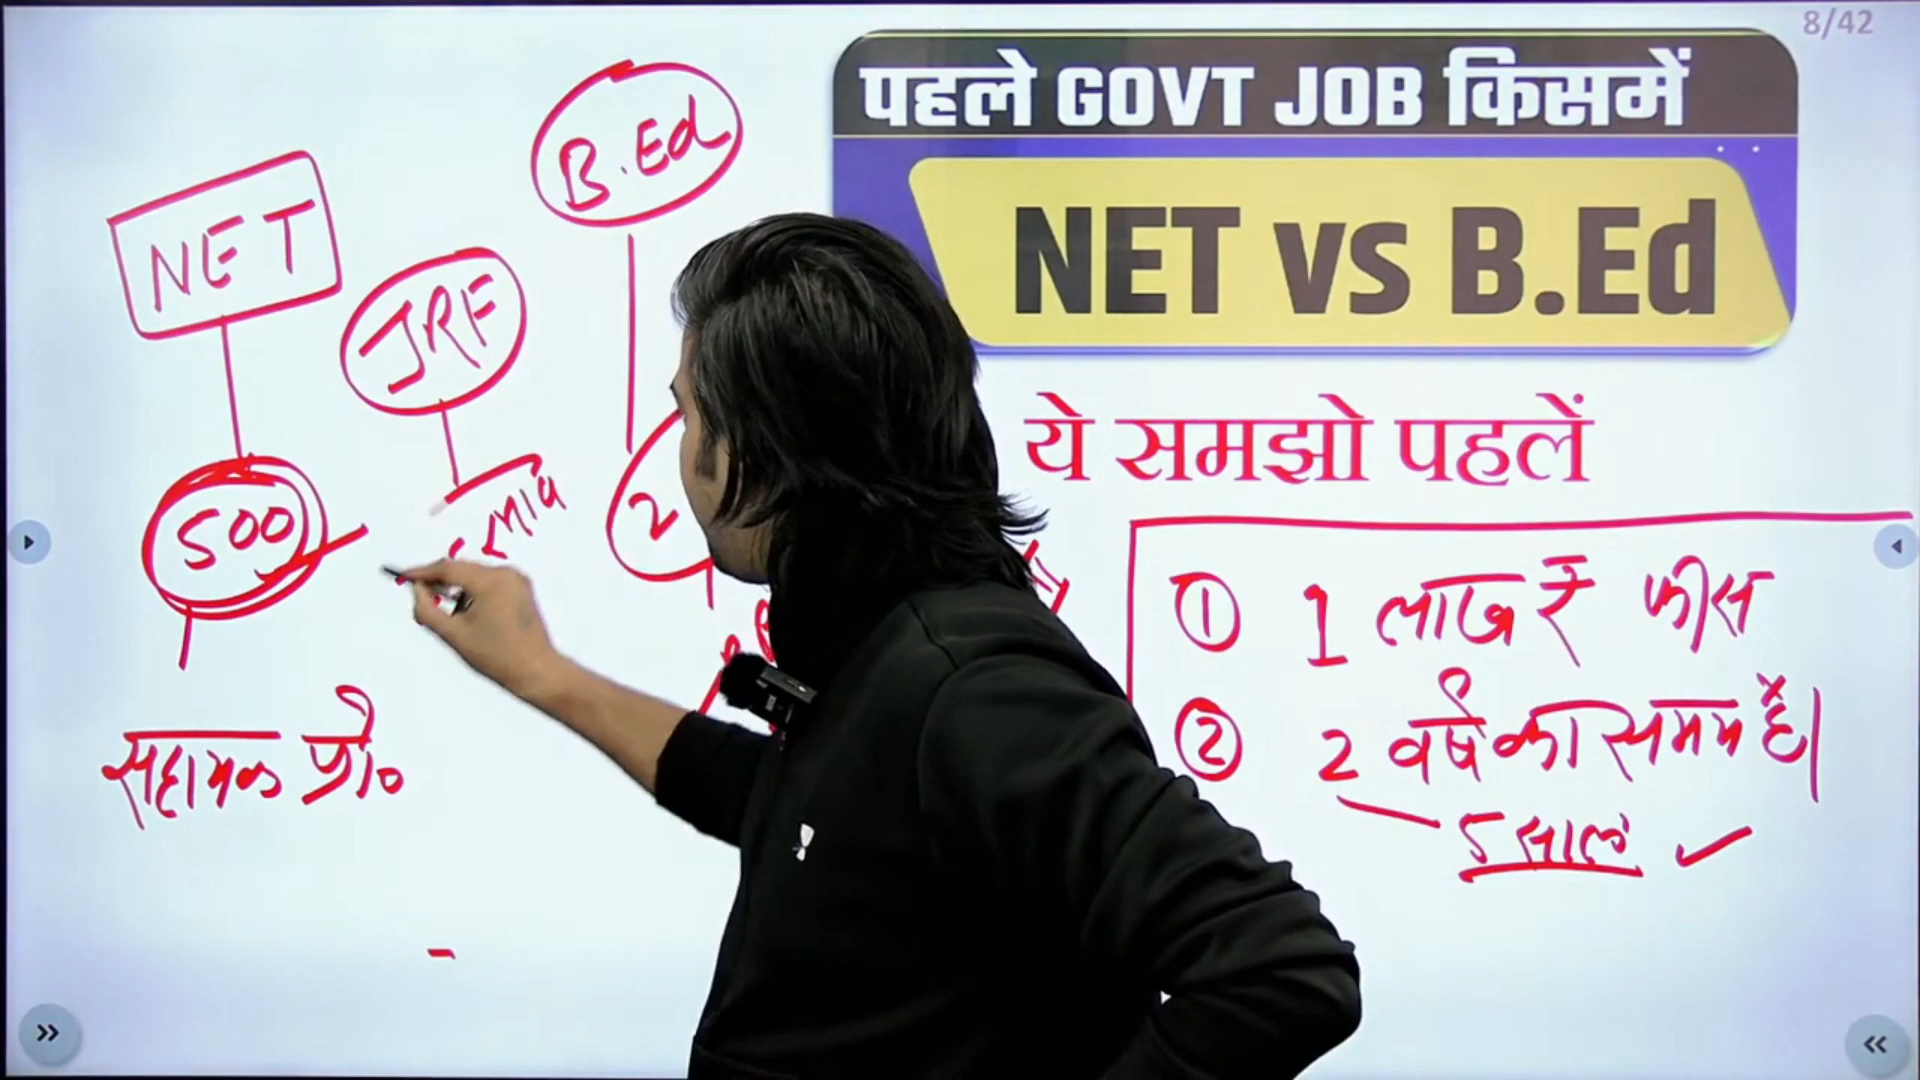 8/42
पहले GOVT JOB किसमें
NET vs B.Ed
ये समझो पहलें
① 1 लाख ₹ फीस
② 2 वर्ष का समय है।
5 साल
B.Ed
NET
JRF
500
2
सहायक प्रो०